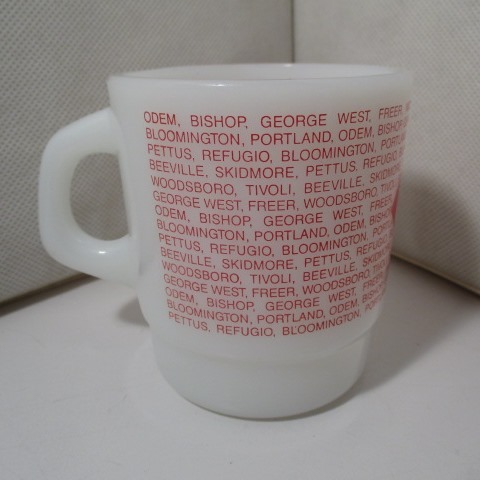 ODEM, BISHOP, GEORGE WEST, FREER,
BLOOMINGTON, PORTLAND, ODEM, BISHOP
PETTUS, REFUGIO, BLOOMINGTON,
BEEVILLE, SKIDMORE, PETTUS, REFUGIO,
WOODSBORO, TIVOLI, BEEVILLE,
GEORGE WEST, FREER, WOODSBORO,
ODEM, BISHOP, GEORGE WEST,
BLOOMINGTON, PORTLAND, ODEM,
PETTUS, REFUGIO, BLOOMINGTON,
BEEVILLE, SKIDMORE, PETTUS,
WOODSBORO, TIVOLI, BEEVILLE,
GEORGE WEST, FREER, WOODSBORO,
ODEM, BISHOP, GEORGE WEST,
BLOOMINGTON, PORTLAND, ODEM,
PETTUS, REFUGIO, BLOOMINGTON,